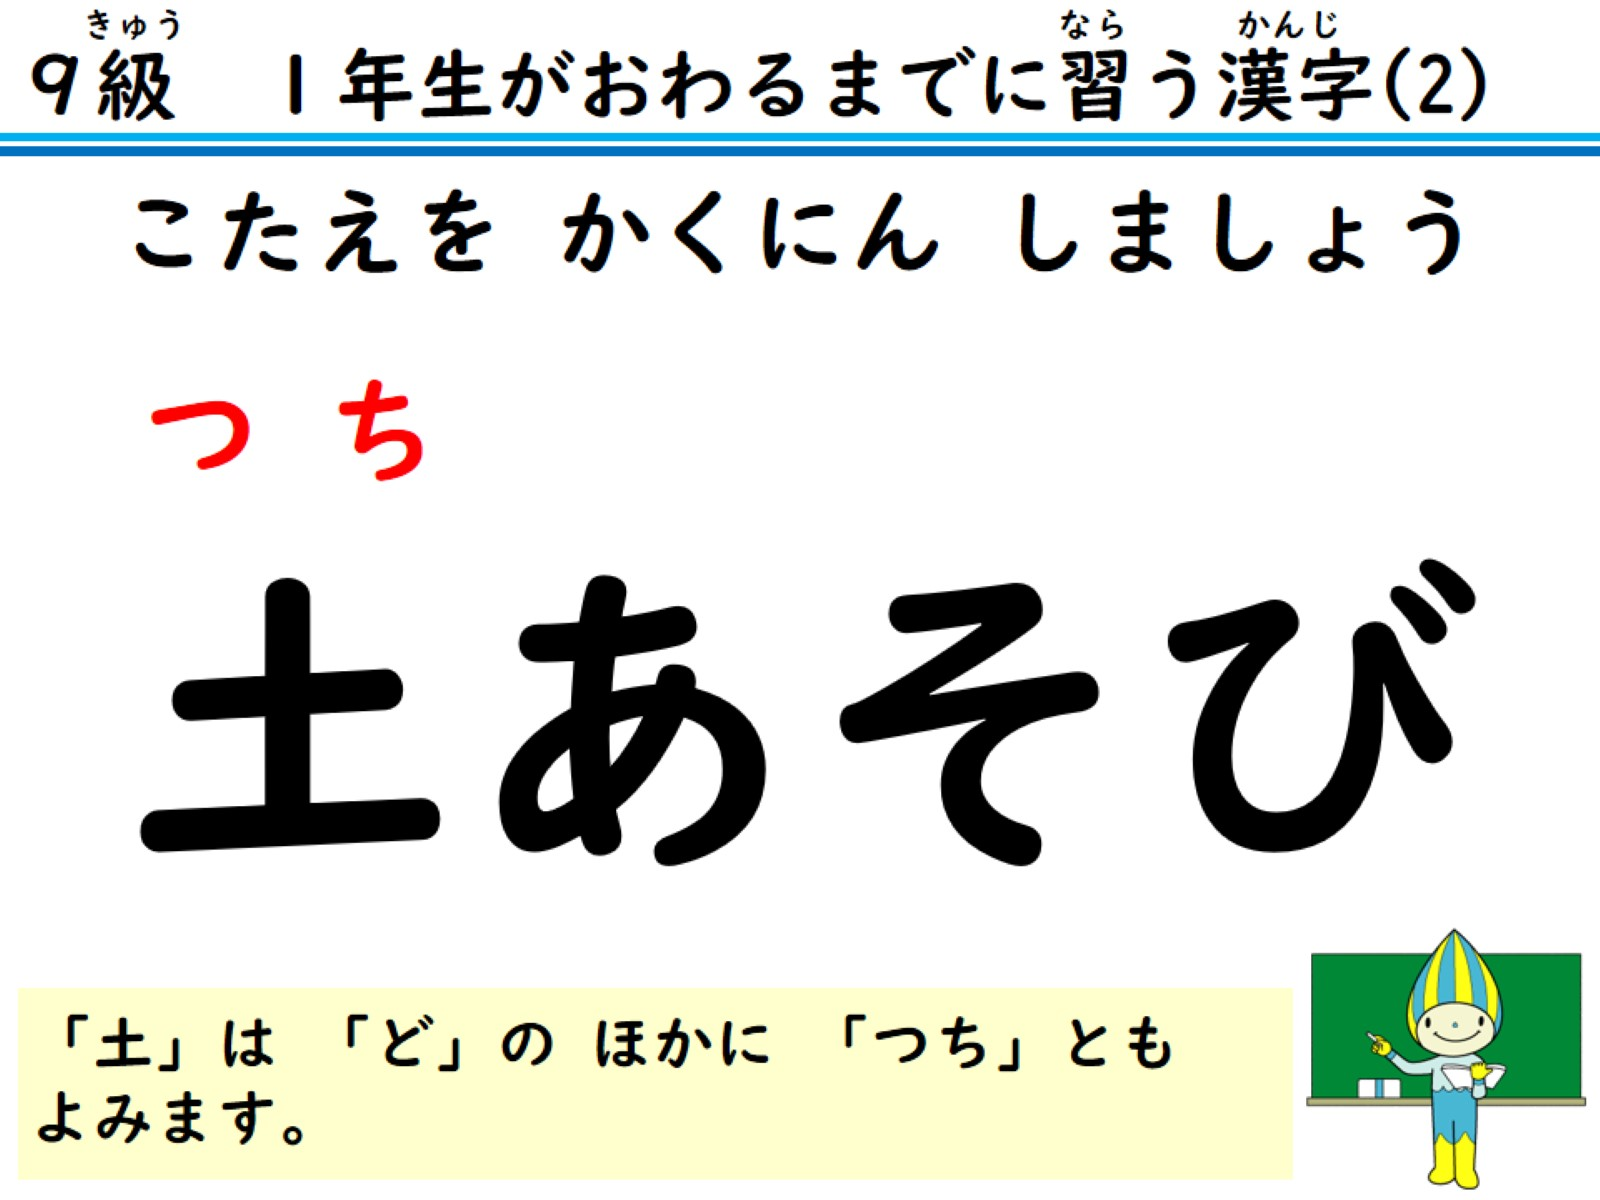 きゅう なら かんじ
9級 1年生がおわるまでに習う漢字(2)
こたえを かくにん しましょう
つち
土あそび
「土」は 「ど」の ほかに 「つち」とも
よみます。